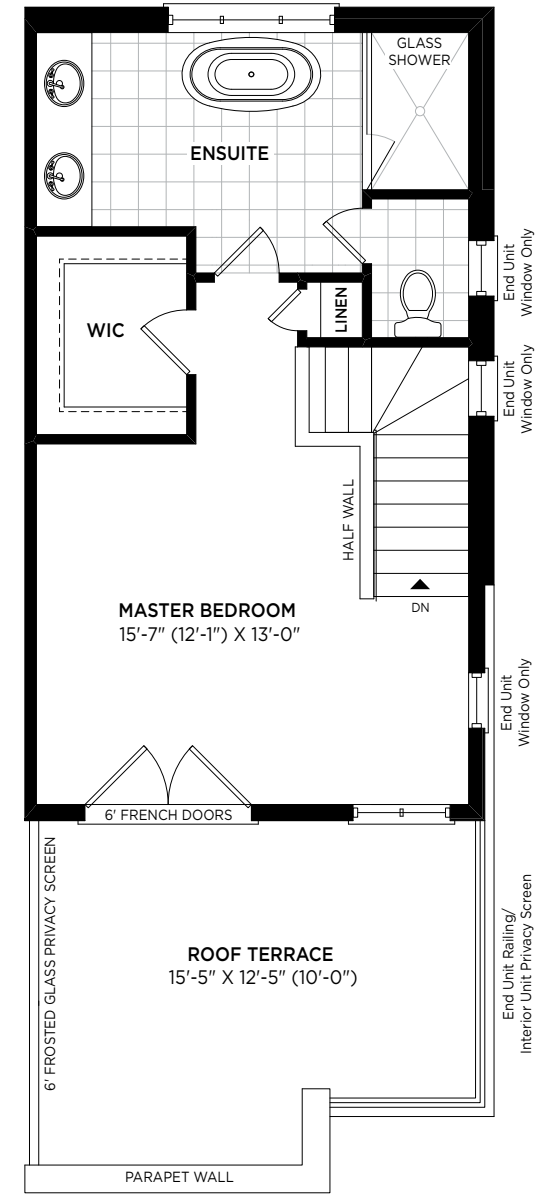 GLASS
SHOWER
ENSUITE
End Unit
Window Only
LINEN
WIC
End Unit
Window Only
HALF WALL
DN
MASTER BEDROOM
15'-7" (12'-1") X 13'-0"
End Unit
Window Only
6' FRENCH DOORS
6' FROSTED GLASS PRIVACY SCREEN
ROOF TERRACE
15'-5" X 12'-5" (10'-0")
End Unit Railing/
Interior Unit Privacy Screen
PARAPET WALL